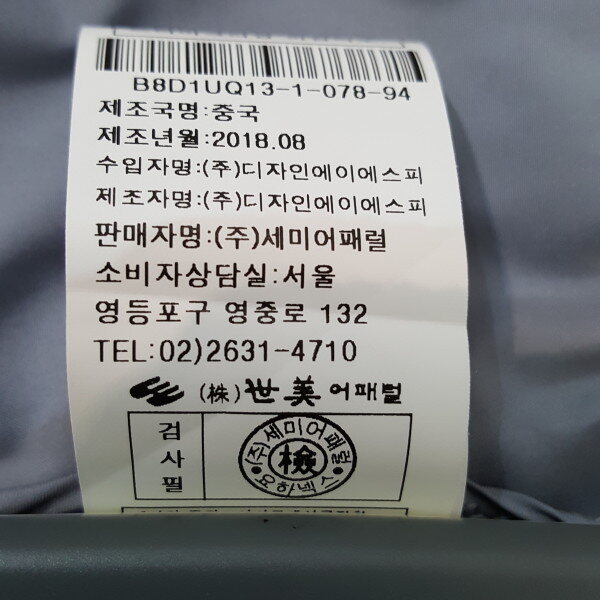 B8D1UQ13-1-078-94
제조국명:중국
제조년월:2018.08
수입자명:(주)디자인에이에스피
제조자명:(주)디자인에이에스피
판매자명:(주)세미어패럴
소비자상담실:서울
영등포구 영중로 132
TEL:02)2631-4710
(株)世美어패럴
검사필
(주)세미어패럴
檢
요하넥스